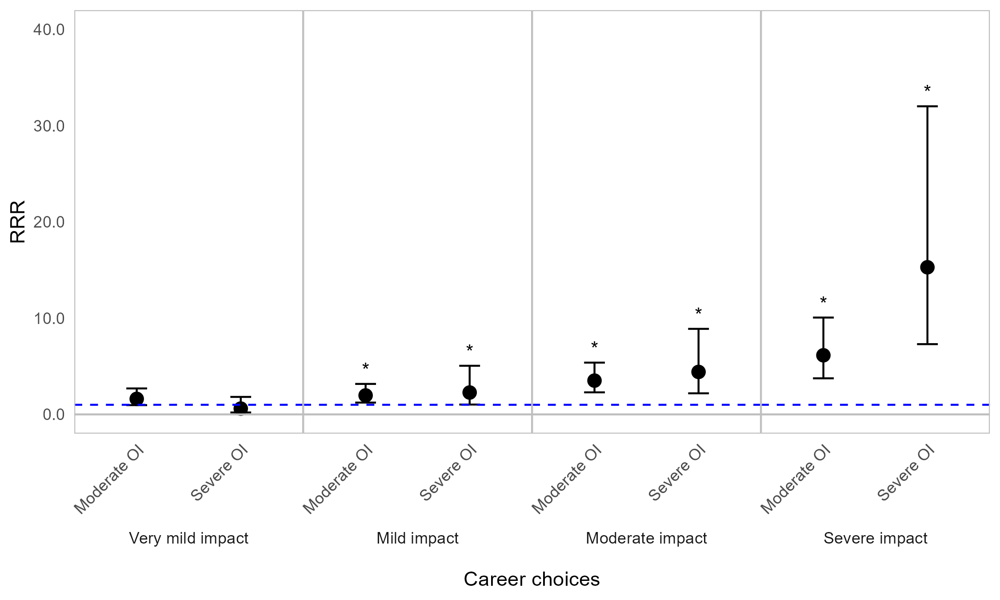 40.0
30.0
20.0
10.0
0.0
RRR
*
*
*
*
*
*
Moderate OI
Severe OI
Moderate OI
Severe OI
Moderate OI
Severe OI
Moderate OI
Severe OI
Very mild impact
Mild impact
Moderate impact
Severe impact
Career choices